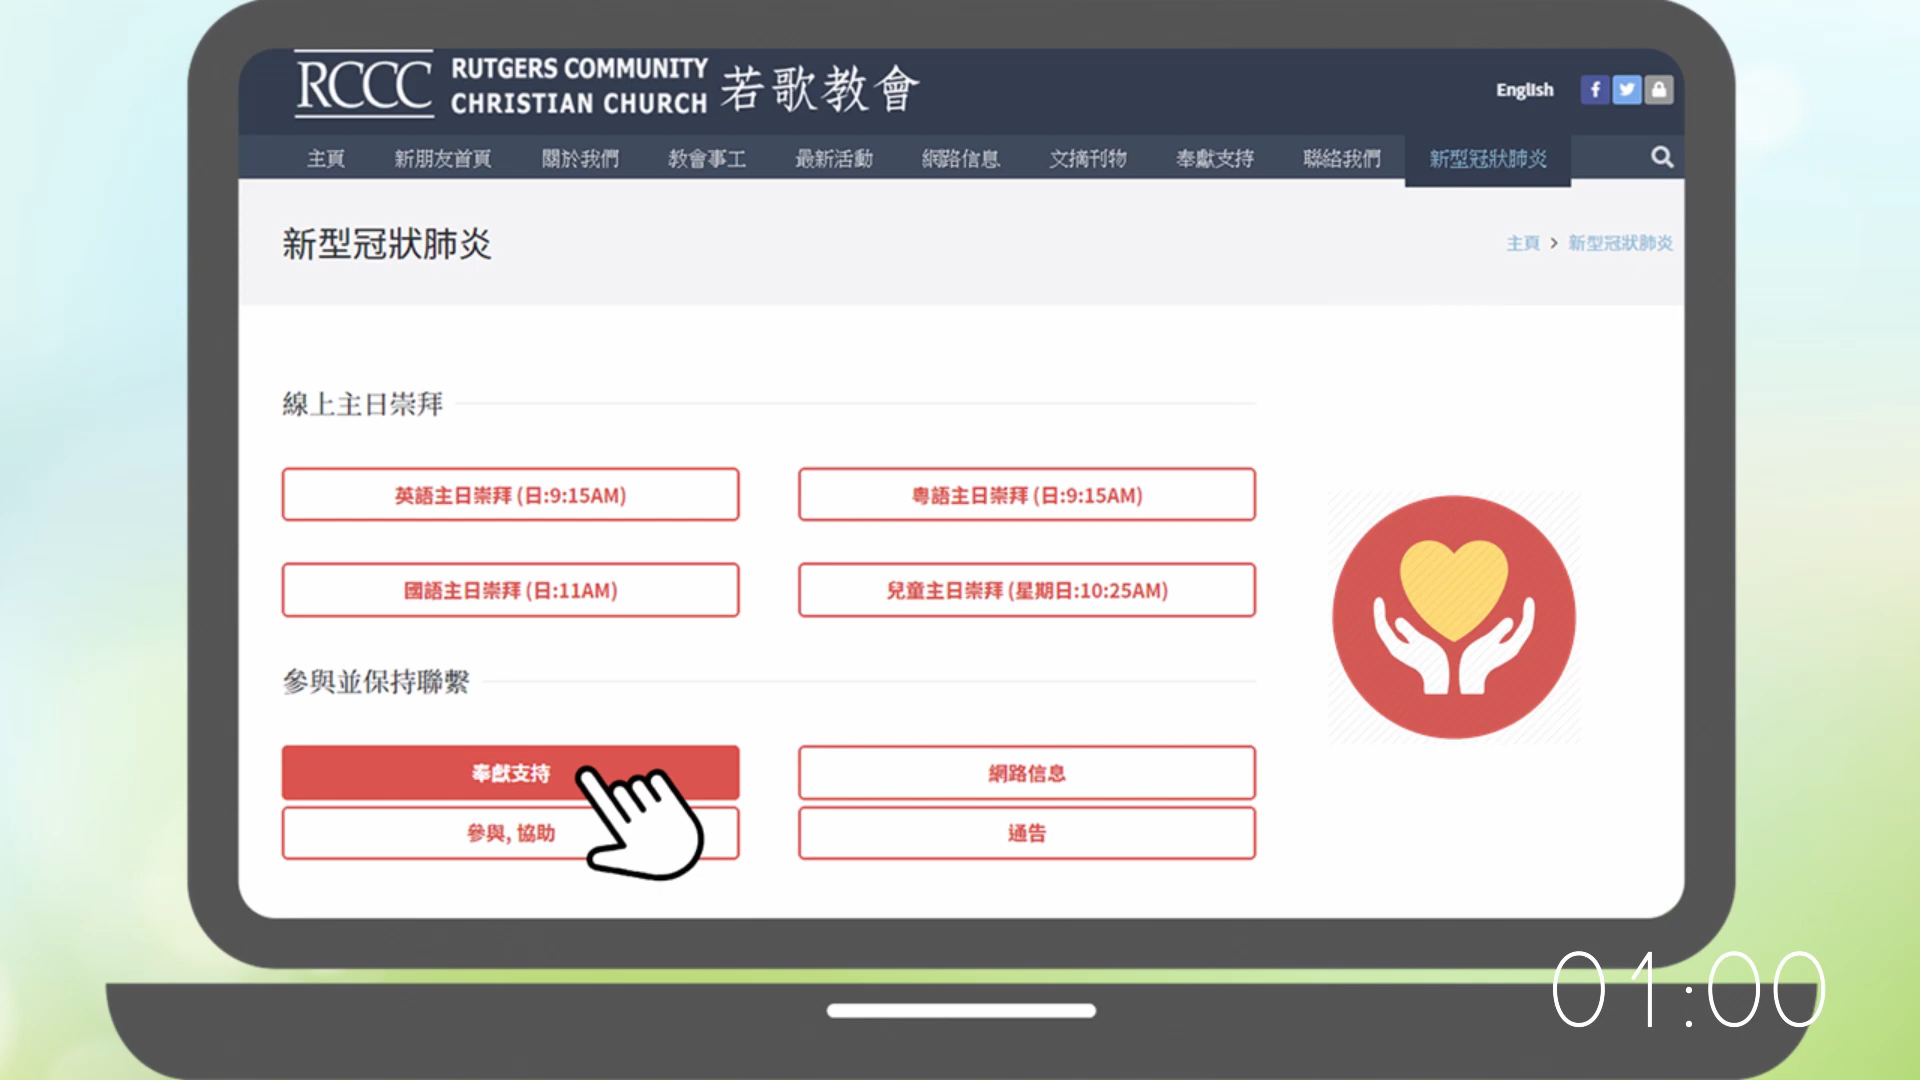 RCCC
RUTGERS COMMUNITY
CHRISTIAN CHURCH
若歌教會
English
主頁 新朋友首頁 關於我們 教會事工 最新活動 網路信息 文摘刊物 奉獻支持 聯絡我們 新型冠狀肺炎
新型冠狀肺炎
主頁 > 新型冠狀肺炎
線上主日崇拜
英語主日崇拜 (日:9:15AM)
粵語主日崇拜 (日:9:15AM)
國語主日崇拜 (日:11AM)
兒童主日崇拜 (星期日:10:25AM)
參與並保持聯繫
奉獻支持
網路信息
參與, 協助
通告
01:00